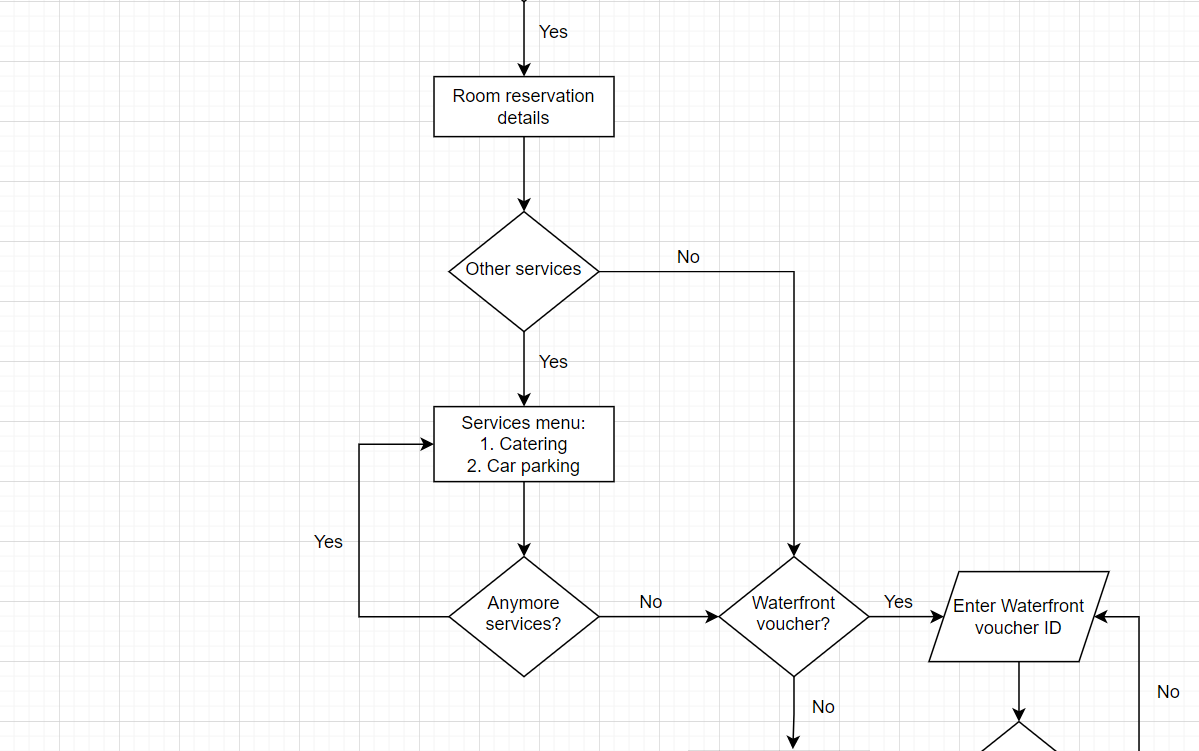 Yes
Room reservation
details
Other services
No
Yes
Services menu:
1. Catering
2. Car parking
Yes
Anymore
services?
No
Waterfront
voucher?
Yes
Enter Waterfront
voucher ID
No
No